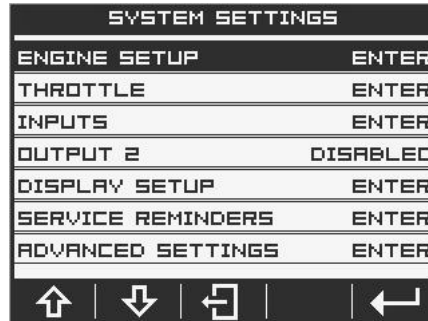 SYSTEM SETTINGS
ENGINE SETUP ENTER
THROTTLE ENTER
INPUTS ENTER
OUTPUT 2 DISABLED
DISPLAY SETUP ENTER
SERVICE REMINDERS ENTER
ADVANCED SETTINGS ENTER